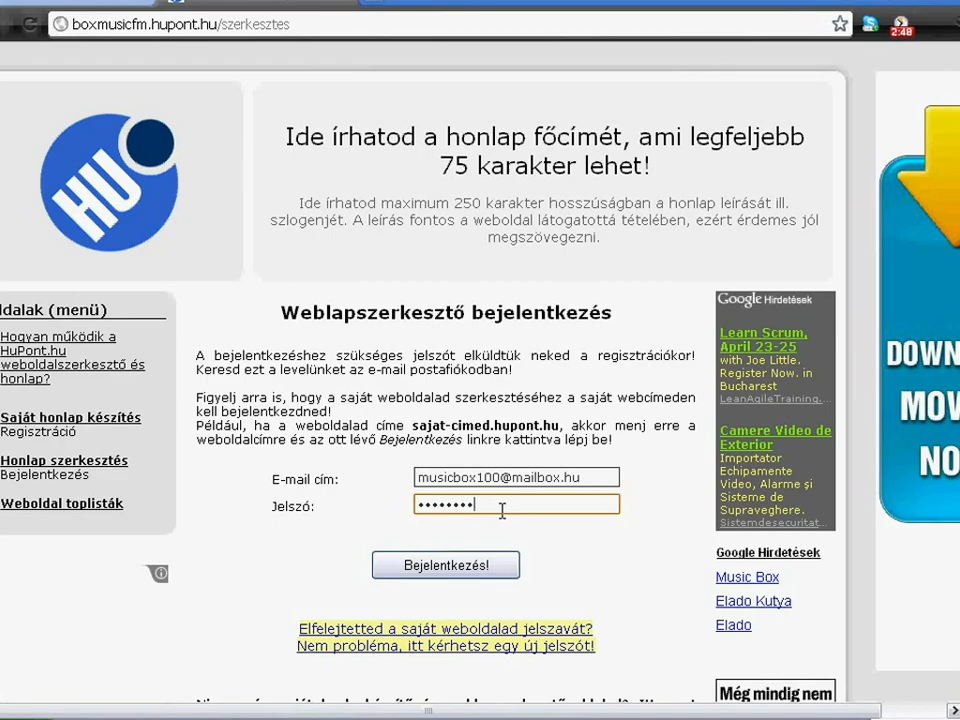 boxmusicfm.hupont.hu/szerkesztes
2:48
HU
Ide írhatod a honlap főcímét, ami legfeljebb
75 karakter lehet!
Ide írhatod maximum 250 karakter hosszúságban a honlap leírását ill.
szlogenjét. A leírás fontos a weboldal látogatottá tételében, ezért érdemes jól
megszövegezni.
ldalak (menü)
Hogyan működik a
HuPont.hu
weboldalszerkesztő és
honlap?
Saját honlap készítés
Regisztráció
Honlap szerkesztés
Bejelentkezés
Weboldal toplisták
Weblapszerkesztő bejelentkezés
A bejelentkezéshez szükséges jelszót elküldtük neked a regisztrációkor!
Keresd ezt a levelünket az e-mail postafiókodban!
Figyelj arra is, hogy a saját weboldalad szerkesztéséhez a saját webcímeden
kell bejelentkezdned!
Például, ha a weboldalad címe sajat-cimed.hupont.hu, akkor menj erre a
weboldalcímre és az ott lévő Bejelentkezés linkre kattintva lépj be!
E-mail cím:
musicbox100@mailbox.hu
Jelszó:
••••••••
Bejelentkezés!
Elfelejtetted a saját weboldalad jelszavát?
Nem probléma, itt kérhetsz egy új jelszót!
Google Hirdetések
Learn Scrum,
April 23-25
with Joe Little.
Register Now. in
Bucharest
LeanAgileTraining,...
Camere Video de
Exterior
Importator
Echipamente
Video, Alarme și
Sisteme de
Supraveghere.
Sistemdesecuritat...
Google Hirdetések
Music Box
Elado Kutya
Elado
Még mindig nem
DOWN
MOV
NO